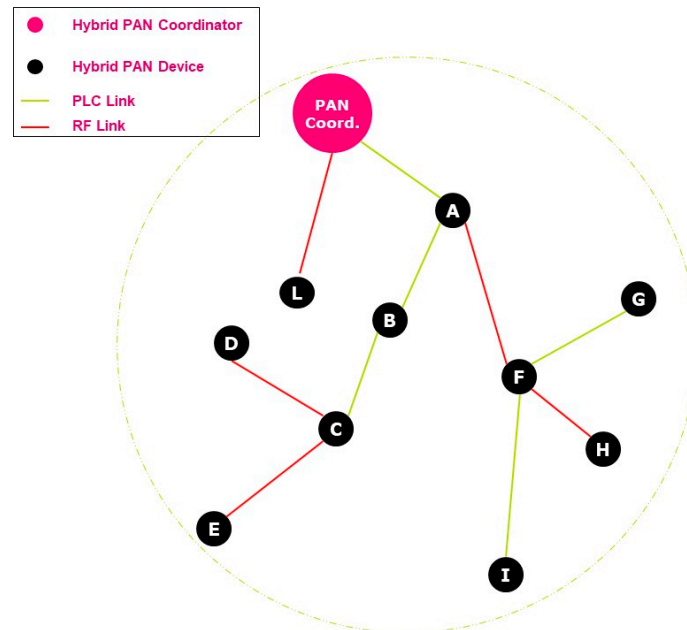 Hybrid PAN Coordinator
Hybrid PAN Device
PLC Link
RF Link
PAN
Coord.
A
L
G
B
D
F
C
H
E
I